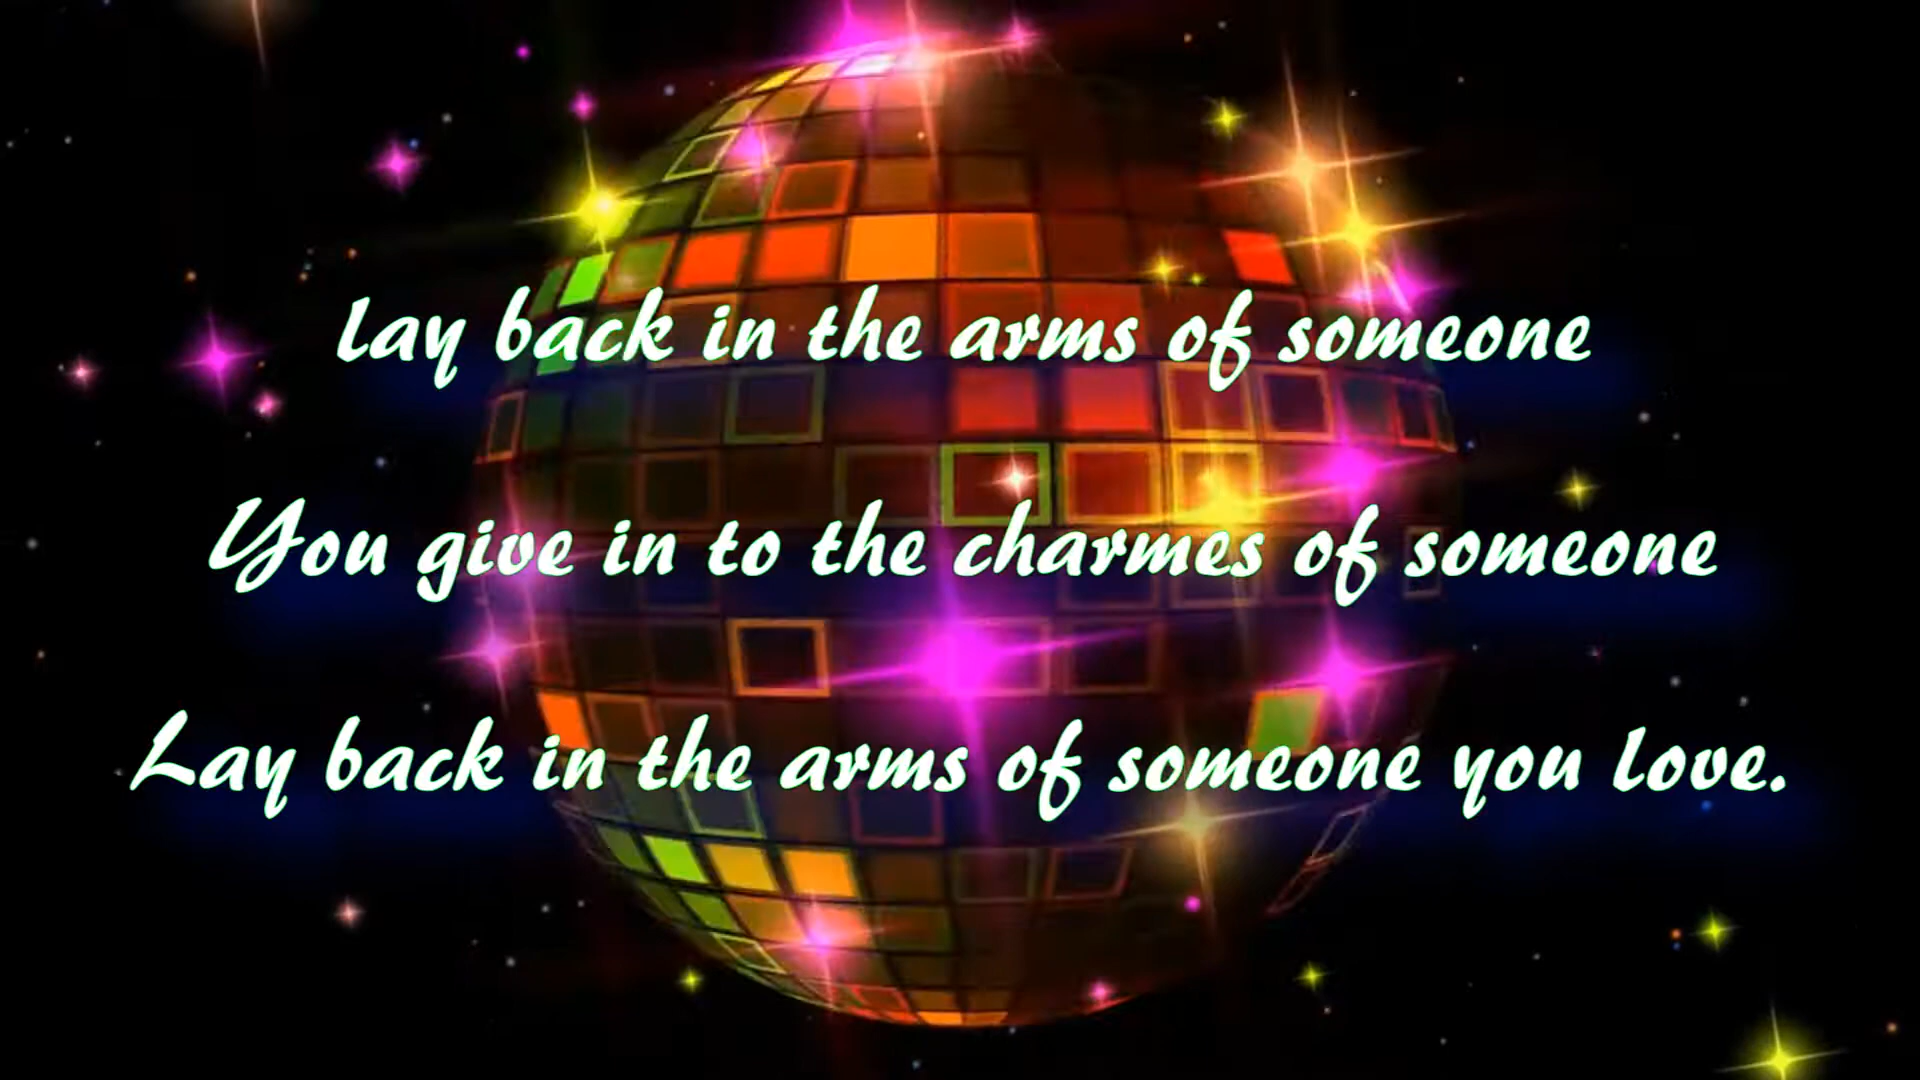 Lay back in the arms of someone
You give in to the charmes of someone
Lay back in the arms of someone you love.